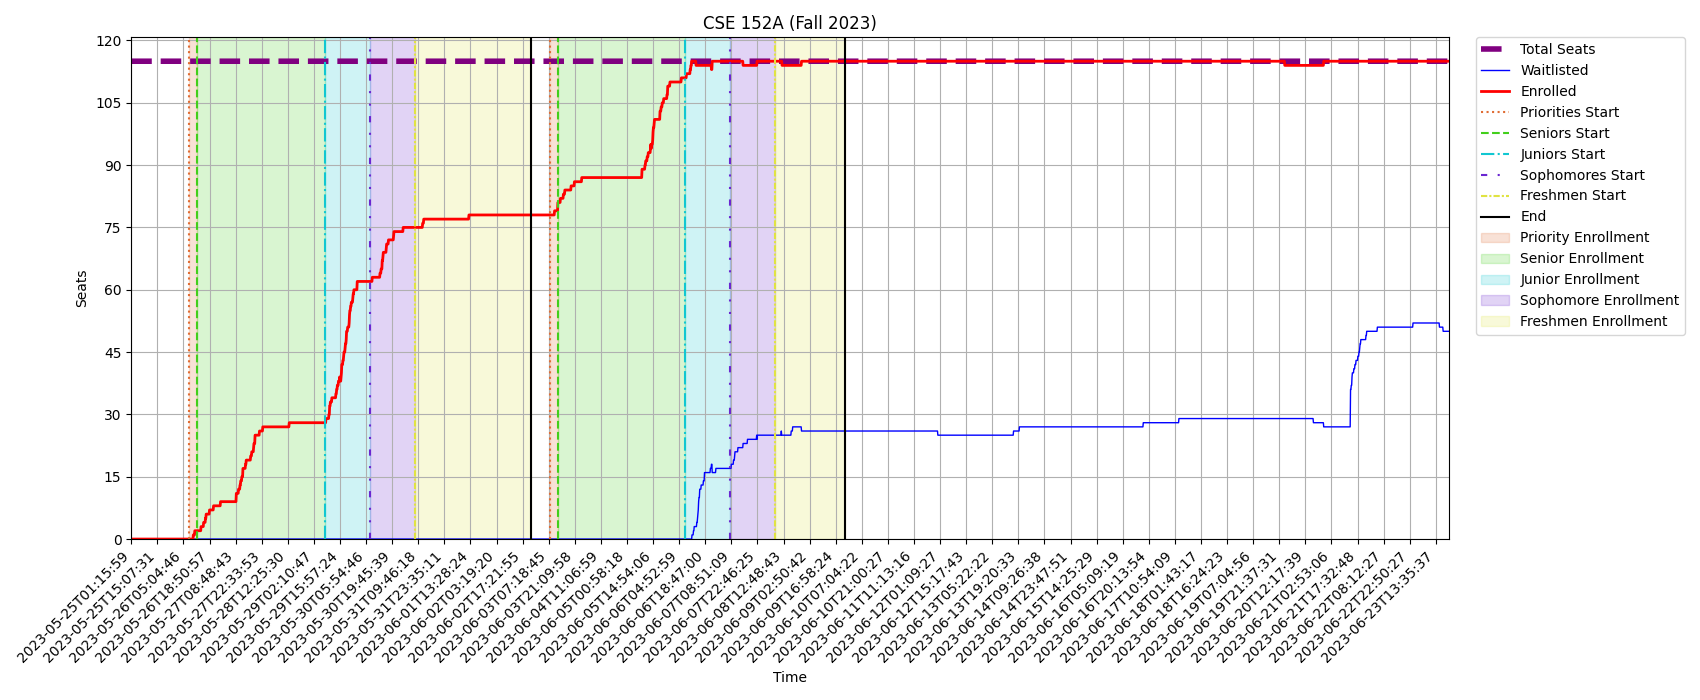 CSE 152A (Fall 2023)
Seats
120
105
90
75
60
45
30
15
0
2023-05-25T01:15:59
2023-05-25T15:07:31
2023-05-26T05:04:46
2023-05-26T18:50:57
2023-05-27T08:48:43
2023-05-27T22:33:53
2023-05-28T12:25:30
2023-05-29T02:10:47
2023-05-29T15:57:24
2023-05-30T05:54:46
2023-05-30T19:45:39
2023-05-31T09:46:18
2023-05-31T23:35:11
2023-06-01T13:28:24
2023-06-02T03:19:20
2023-06-02T17:21:55
2023-06-03T07:18:45
2023-06-03T21:09:58
2023-06-04T11:06:59
2023-06-05T00:58:18
2023-06-05T14:54:06
2023-06-06T04:52:59
2023-06-06T18:47:00
2023-06-07T08:51:09
2023-06-07T22:46:25
2023-06-08T12:48:43
2023-06-09T02:50:42
2023-06-09T16:58:24
2023-06-10T07:04:22
2023-06-10T21:00:27
2023-06-11T11:13:16
2023-06-12T01:09:27
2023-06-12T15:17:43
2023-06-13T05:22:22
2023-06-13T19:20:33
2023-06-14T09:26:38
2023-06-14T23:47:51
2023-06-15T14:25:29
2023-06-16T05:09:19
2023-06-16T20:13:54
2023-06-17T10:54:09
2023-06-18T01:43:17
2023-06-18T16:24:23
2023-06-19T07:04:56
2023-06-19T21:37:31
2023-06-20T12:17:39
2023-06-21T02:53:06
2023-06-21T17:32:48
2023-06-22T08:12:27
2023-06-22T22:50:27
2023-06-23T13:35:37
Time
Total Seats
Waitlisted
Enrolled
Priorities Start
Seniors Start
Juniors Start
Sophomores Start
Freshmen Start
End
Priority Enrollment
Senior Enrollment
Junior Enrollment
Sophomore Enrollment
Freshmen Enrollment